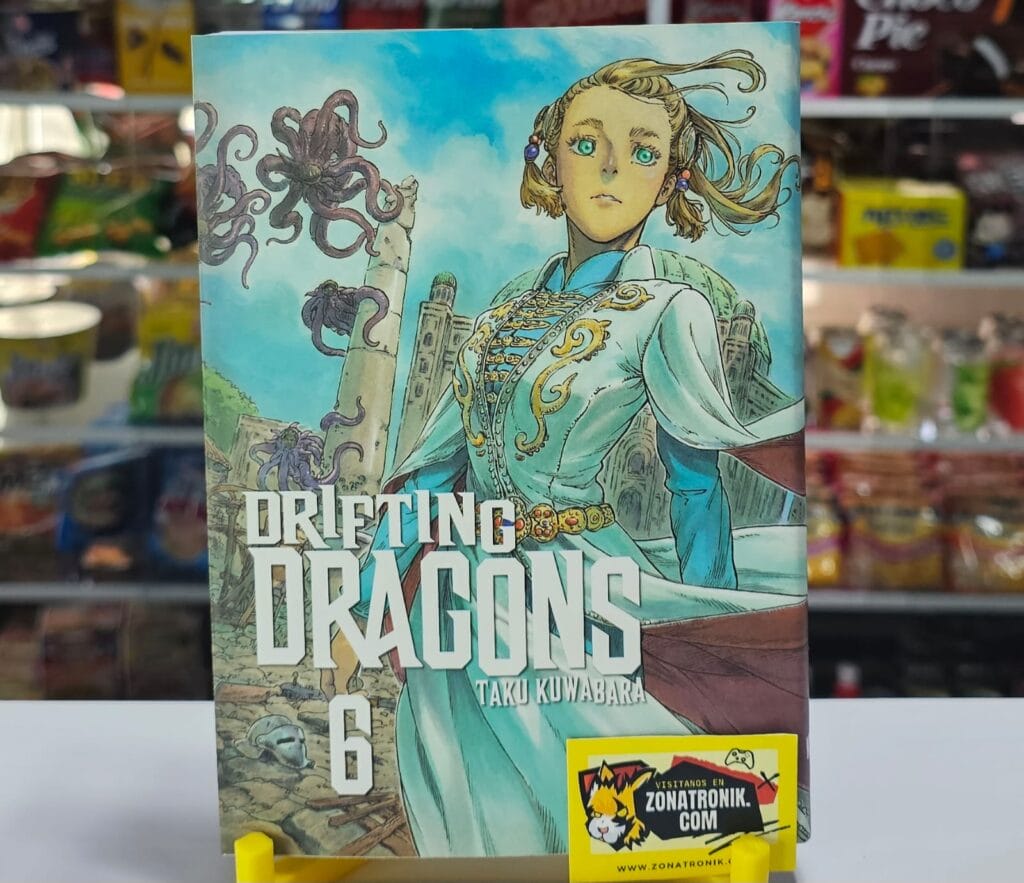 Choco
Pie
DRIFTING
DRAGONS
TAKU KUWABARA
6
VISITANOS EN
ZONATRONIK.
COM
WWW.ZONATRONIK.